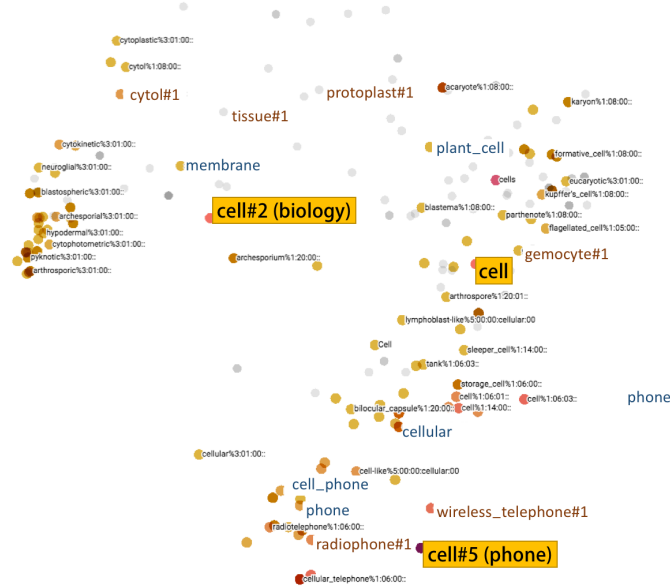 cytoplastic%3:01:00::
cytol%1:08:00::
cytol#1
tissue#1
protoplast#1
acaryote%1:08:00::
karyon%1:08:00::
cytokinetic%3:01:00::
neuroglial%3:01:00::
membrane
plant_cell
formative_cell%1:08:00::
cells
eucaryotic%3:01:00::
kupffer's_cell%1:08:00::
blastospheric%3:01:00::
archesporial%3:01:00::
cell#2 (biology)
blastema%1:08:00::
parthenote%1:08:00::
flagellated_cell%1:05:00::
hypodermal%3:01:00::
cytophotometric%3:01:00::
pyknotic%3:01:00::
arthrosporic%3:01:00::
archesporium%1:20:00::
gemocyte#1
cell
arthrospore%1:20:01::
lymphoblast-like%5:00:00:cellular:00
Cell
sleeper_cell%1:14:00::
tank%1:06:03::
storage_cell%1:06:00::
cell%1:06:01::
cell%1:06:03::
phone
bilocular_capsule%1:20:00::
cell%1:14:00::
cellular
cellular%3:01:00::
cell-like%5:00:00:cellular:00
cell_phone
phone
wireless_telephone#1
radiotelephone%1:06:00::
radiophone#1
cell#5 (phone)
cellular_telephone%1:06:00::